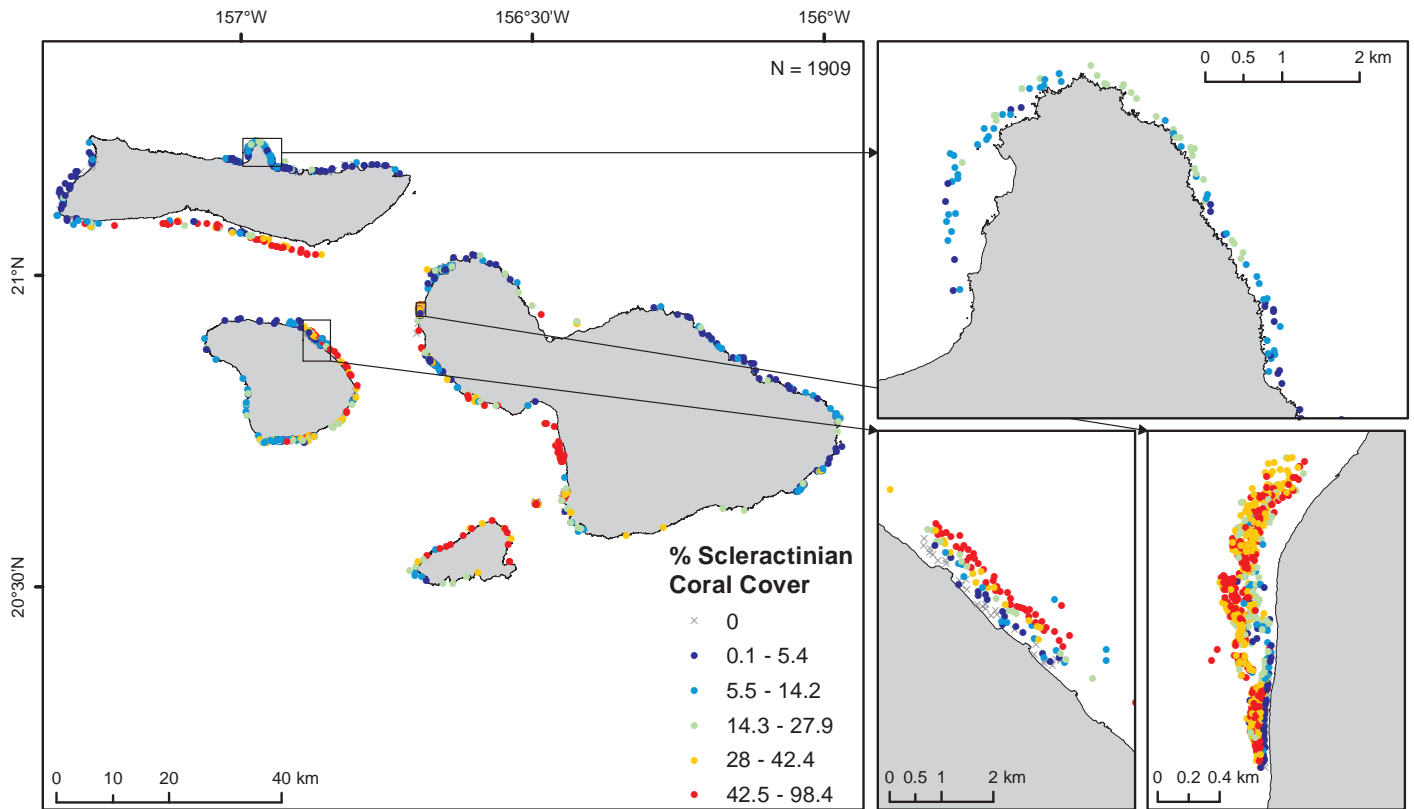 157°W
156°30'W
156°W
N = 1909
0 0.5 1 2 km
21°N
20°30'N
% Scleractinian
Coral Cover
× 0
0.1 - 5.4
5.5 - 14.2
14.3 - 27.9
28 - 42.4
42.5 - 98.4
0 10 20 40 km
0 0.5 1 2 km
0 0.2 0.4 km